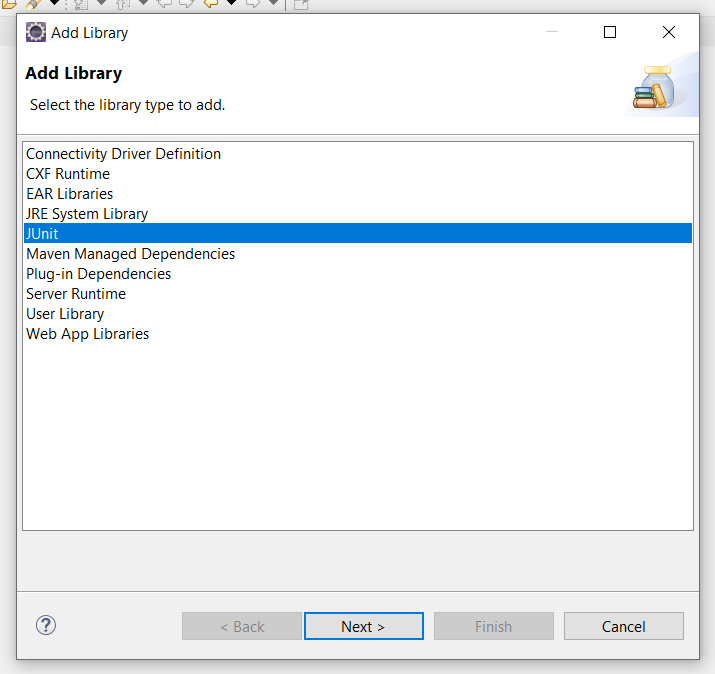 Add Library
Add Library
Select the library type to add.
Connectivity Driver Definition
CXF Runtime
EAR Libraries
JRE System Library
JUnit
Maven Managed Dependencies
Plug-in Dependencies
Server Runtime
User Library
Web App Libraries
? < Back Next > Finish Cancel